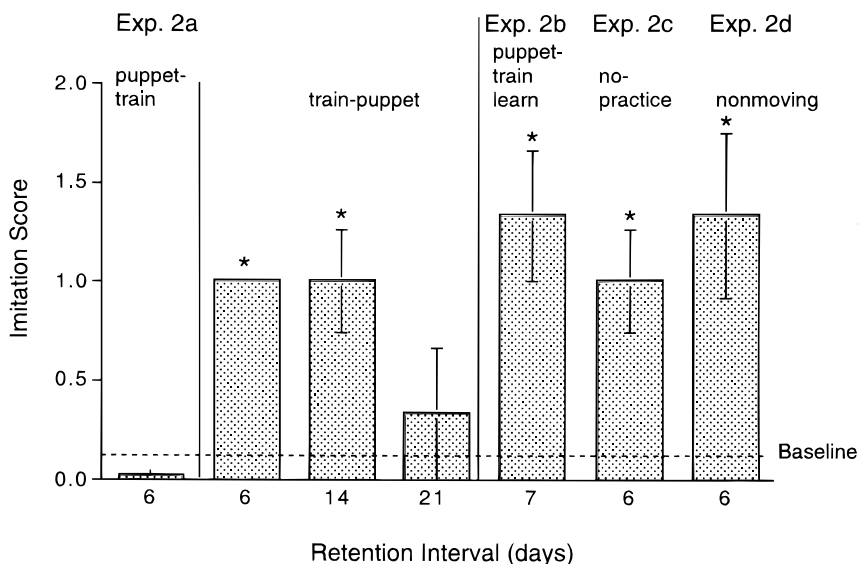 Exp. 2a
Exp. 2b
Exp. 2c
Exp. 2d
puppet-
train
train-puppet
puppet-
train
learn
no-
practice
nonmoving
2.0
1.5
1.0
0.5
0.0
Imitation Score
*
*
*
*
*
Baseline
6
6
14
21
7
6
6
Retention Interval (days)